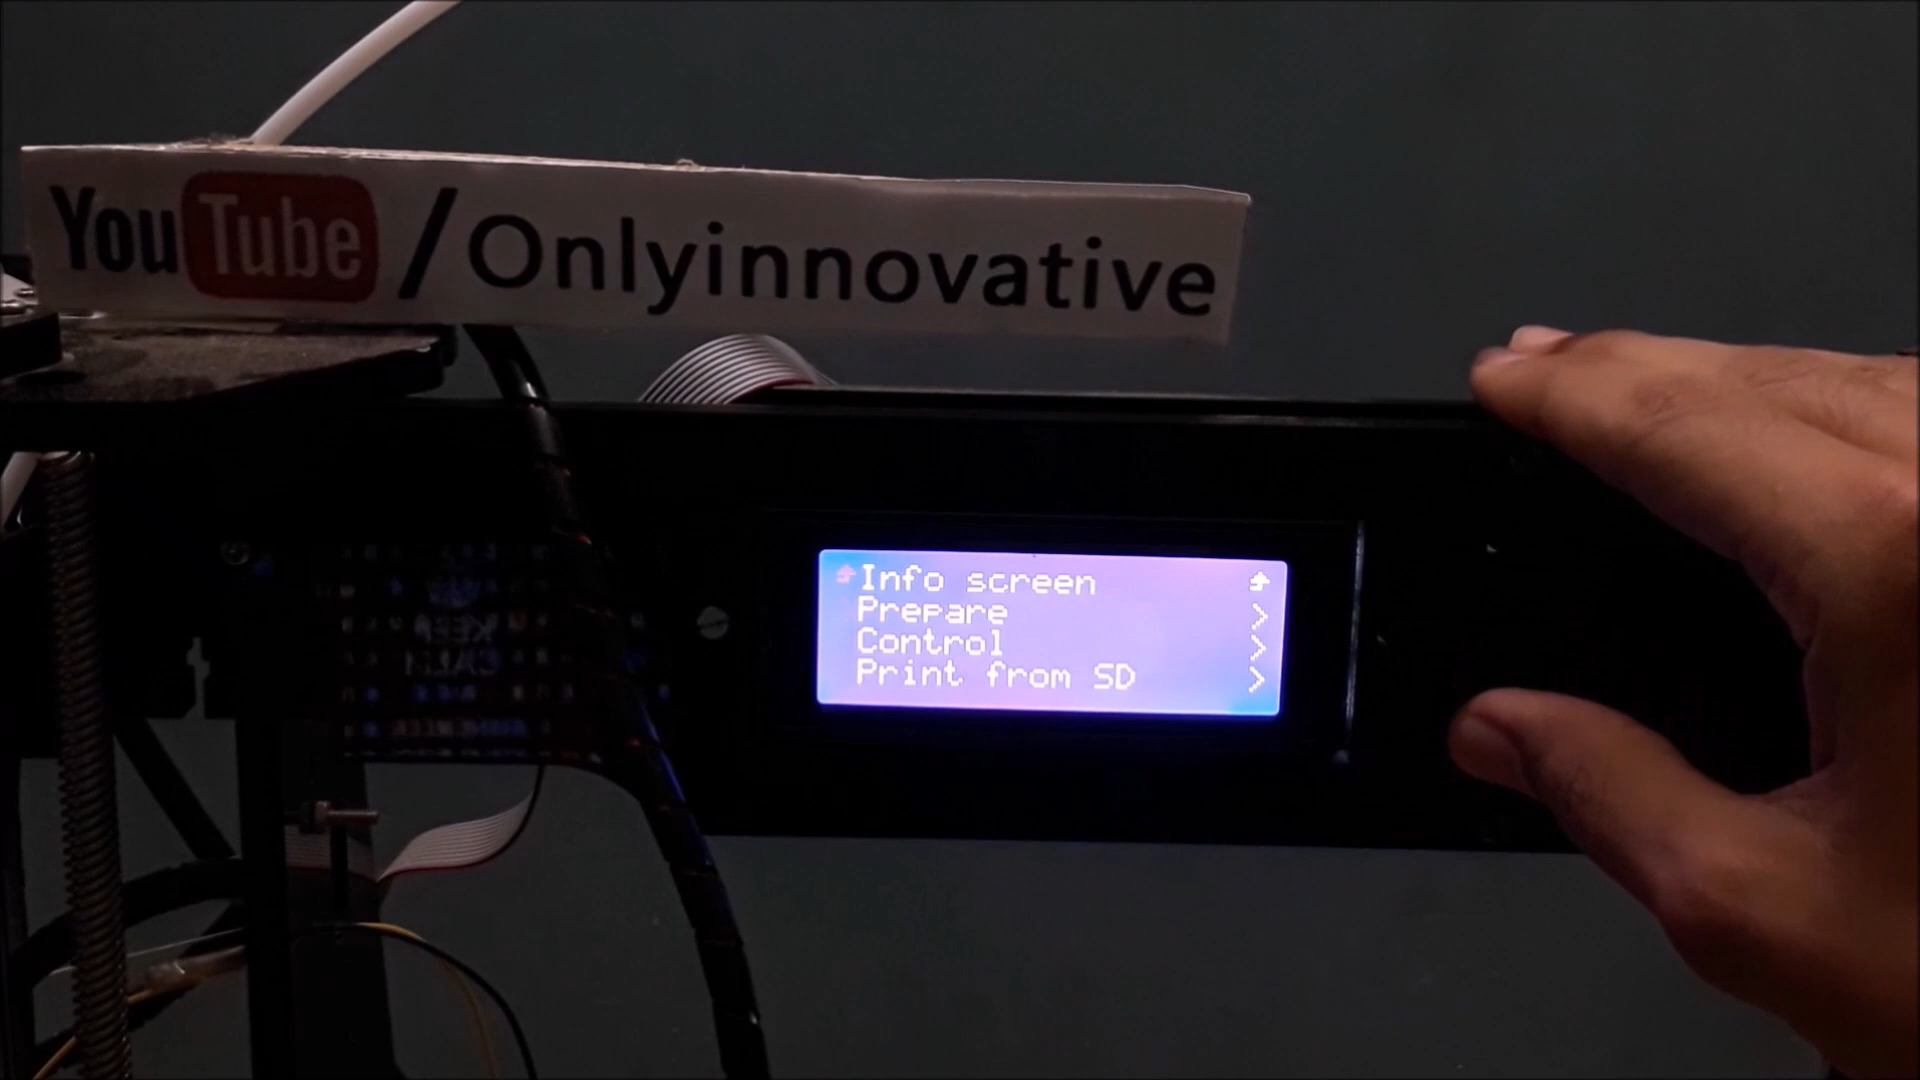 YouTube/Onlyinnovative
Info screen
Prepare
Control
Print from SD